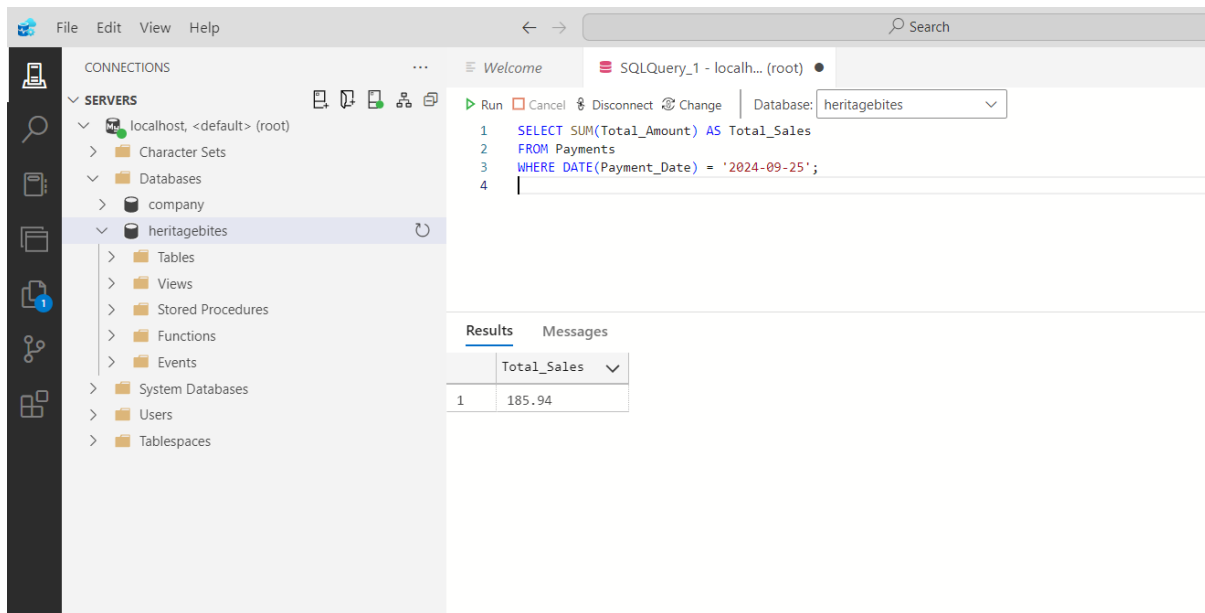 File Edit View Help
Search
CONNECTIONS ...
SERVERS
localhost, <default> (root)
Character Sets
Databases
company
heritagebites
Tables
Views
Stored Procedures
Functions
Events
System Databases
Users
Tablespaces
1
Welcome
SQLQuery_1 - localh... (root)
Run Cancel Disconnect Change Database: heritagebites
1 SELECT SUM(Total_Amount) AS Total_Sales
2 FROM Payments
3 WHERE DATE(Payment_Date) = '2024-09-25';
4
Results Messages
Total_Sales
1 185.94